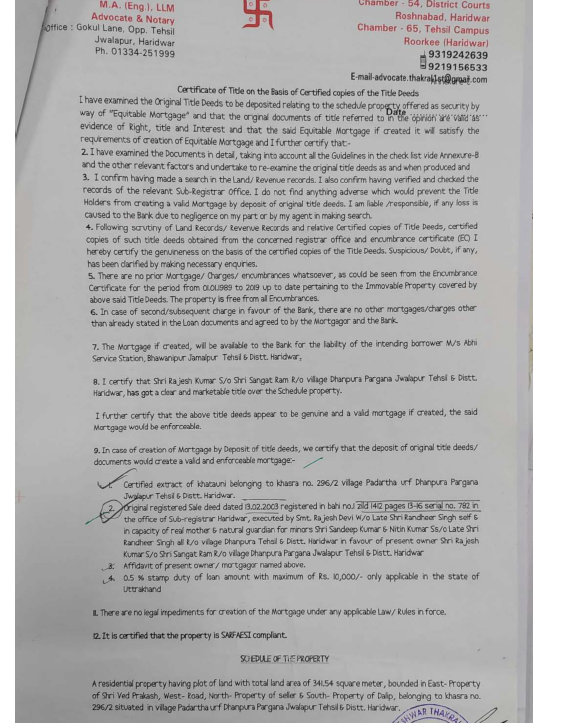 M.A. (Eng.), LLM
Advocate & Notary
office : Gokul Lane, Opp. Tehsil
Jwalapur, Haridwar
Ph. 01334-251999
Chamber - 54, District Courts
Roshnabad, Haridwar
Chamber - 65, Tehsil Campus
Roorkee (Haridwar)
9319242639
9219156533
E-mail-advocate.thakral1st@gmail.com
Date
Certificate of Title on the Basis of Certified copies of the Title Deeds
I have examined the Original Title Deeds to be deposited relating to the schedule property offered as security by
way of "Equitable Mortgage" and that the original documents of title referred to in the opinion are valid as
evidence of Right, title and Interest and that the said Equitable Mortgage if created it will satisfy the
requirements of creation of Equitable Mortgage and I further certify that:-
2. I have examined the Documents in detail, taking into account all the Guidelines in the check list vide Annexure-B
and the other relevant factors and undertake to re-examine the original title deeds as and when produced and
3. I confirm having made a search in the Land/ Revenue records. I also confirm having verified and checked the
records of the relevant Sub-Registrar Office. I do not find anything adverse which would prevent the Title
Holders from creating a valid Mortgage by deposit of original title deeds. I am liable /responsible, if any loss is
caused to the Bank due to negligence on my part or by my agent in making search.
4. Following scrutiny of Land Records/ Revenue Records and relative Certified copies of Title Deeds, certified
copies of such title deeds obtained from the concerned registrar office and encumbrance certificate (EC) I
hereby certify the genuineness on the basis of the certified copies of the Title Deeds. Suspicious/ Doubt, if any,
has been clarified by making necessary enquries.
5. There are no prior Mortgage/ Charges/ encumbrances whatsoever, as could be seen from the Encumbrance
Certificate for the period from 01.01.1989 to 2019 up to date pertaining to the Immovable Property covered by
above said Title Deeds. The property is free from all Encumbrances.
6. In case of second/subsequent charge in favour of the Bank, there are no other mortgages/charges other
than already stated in the Loan documents and agreed to by the Mortgagor and the Bank.
7. The Mortgage if created, will be available to the Bank for the liability of the intending borrower M/s Abhi
Service Station, Bhawanipur Jamalpur Tehsil & Distt. Haridwar.
8. I certify that Shri Rajesh Kumar S/o Shri Sangat Ram R/o village Dhanpura Pargana Jwalapur Tehsil & Distt.
Haridwar, has got a clear and marketable title over the Schedule property.
I further certify that the above title deeds appear to be genuine and a valid mortgage if created, the said
Mortgage would be enforceable.
9. In case of creation of Mortgage by Deposit of title deeds, we certify that the deposit of original title deeds/
documents would create a valid and enforceable mortgage:-
1. Certified extract of khatauni belonging to khasra no. 296/2 village Padartha urf Dhanpura Pargana
Jwalapur Tehsil & Distt. Haridwar.
2. Original registered Sale deed dated 13.02.2003 registered in bahi no.1 zild 1412 pages 13-16 serial no. 782 in
the office of Sub-registrar Haridwar, executed by Smt. Rajesh Devi W/o Late Shri Randheer Singh self &
in capacity of real mother & natural guardian for minors Shri Sandeep Kumar & Nitin Kumar Ss/o Late Shri
Randheer Singh all R/o village Dhanpura Tehsil & Distt. Haridwar in favour of present owner Shri Rajesh
Kumar S/o Shri Sangat Ram R/o village Dhanpura Pargana Jwalapur Tehsil & Distt. Haridwar
3. Affidavit of present owner/ mortgagor named above.
4. 0.5 % stamp duty of loan amount with maximum of Rs. 10,000/- only applicable in the state of
Uttrakhand
11. There are no legal impediments for creation of the Mortgage under any applicable Law/ Rules in force.
12. It is certified that the property is SARFAESI compliant.
SCHEDULE OF THE PROPERTY
A residential property having plot of land with total land area of 341.54 square meter, bounded in East- Property
of Shri Ved Prakash, West- Road, North- Property of seller & South- Property of Dalip, belonging to khasra no.
296/2 situated in village Padartha urf Dhanpura Pargana Jwalapur Tehsil & Distt. Haridwar.